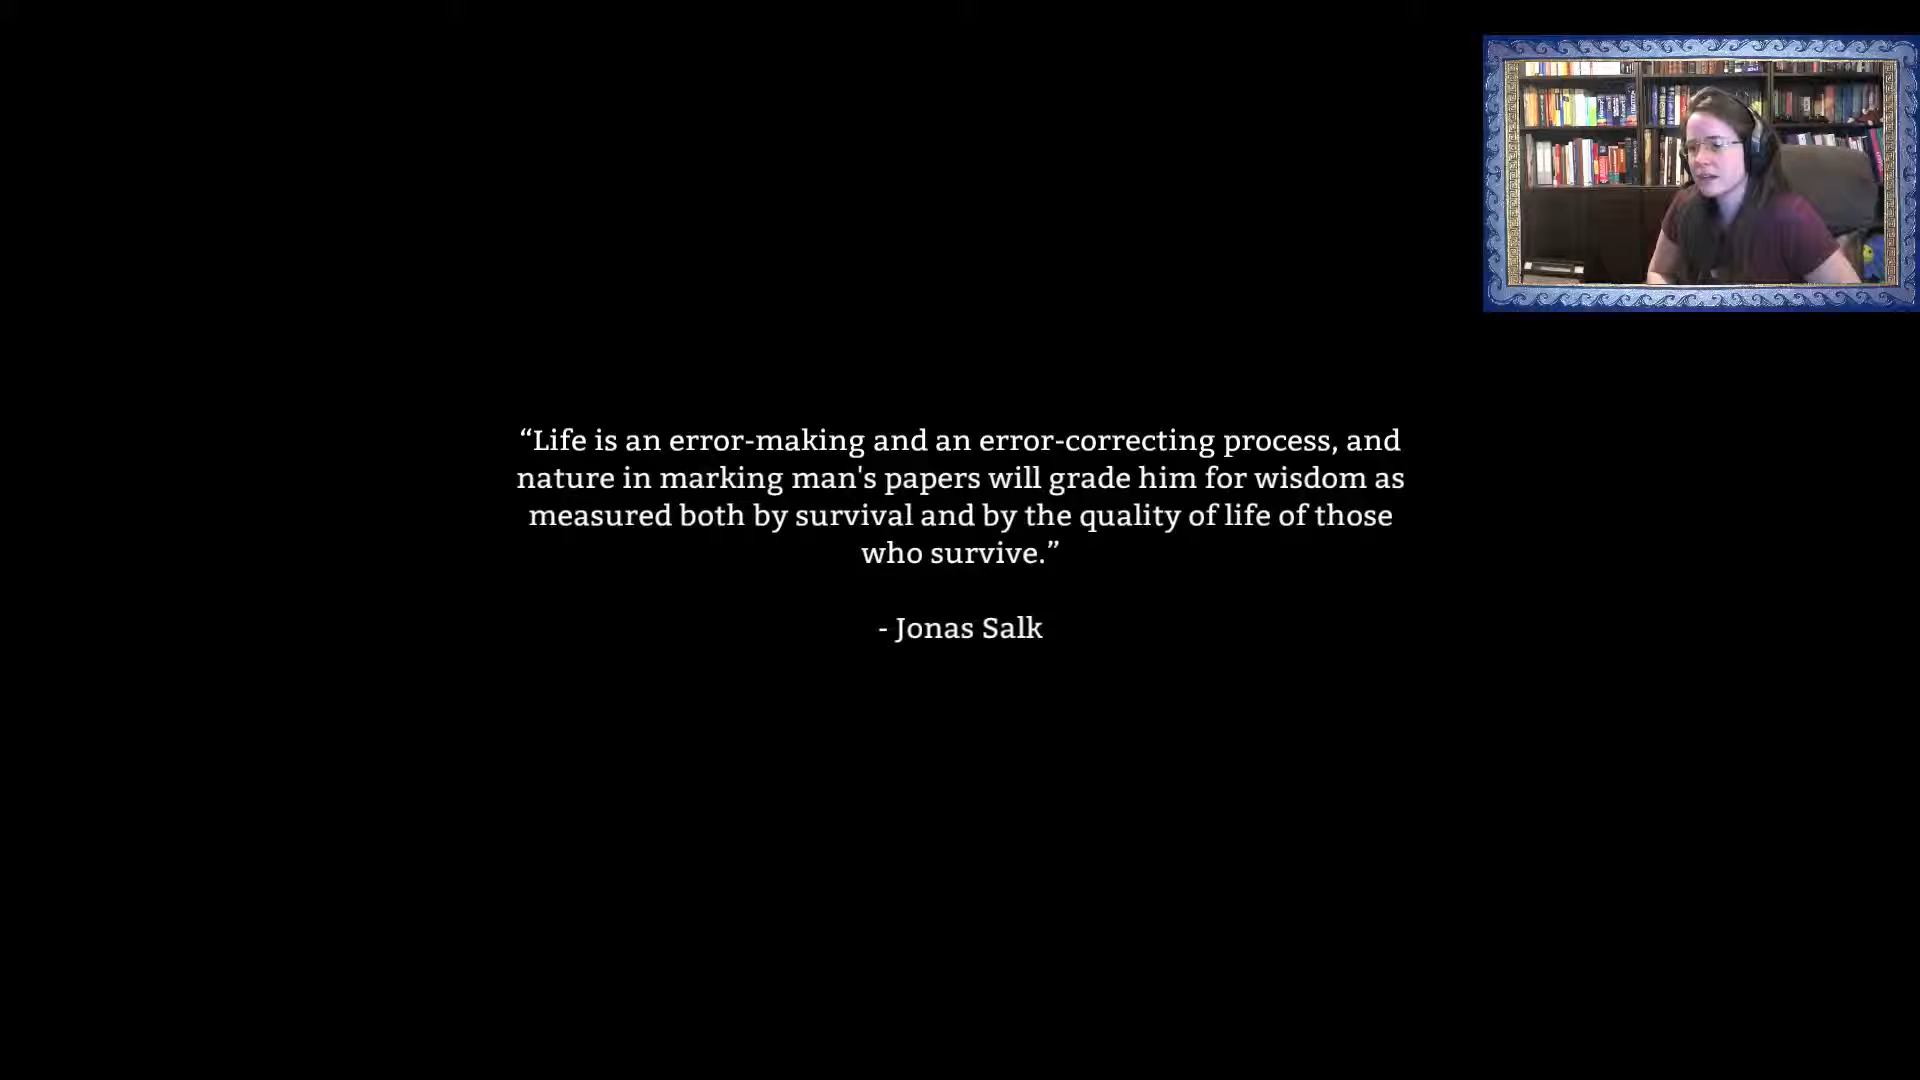 “Life is an error-making and an error-correcting process, and
nature in marking man's papers will grade him for wisdom as
measured both by survival and by the quality of life of those
who survive.”
- Jonas Salk